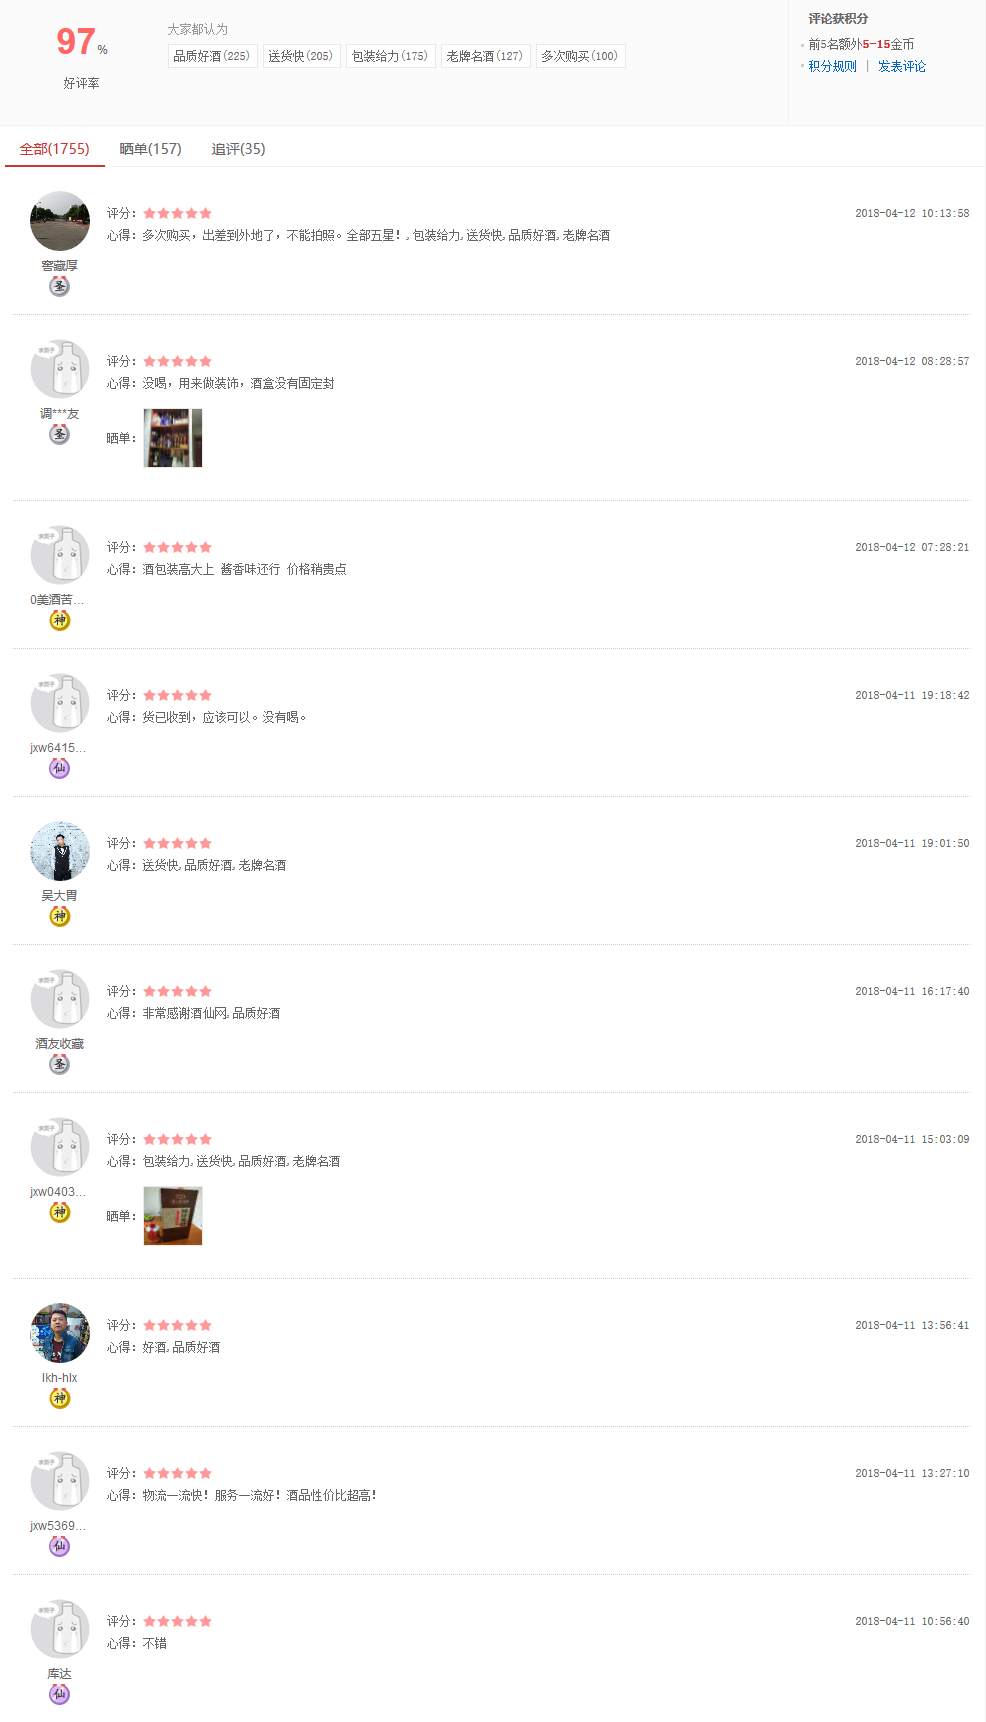 97%
好评率
大家都认为
品质好酒(225) 送货快(205) 包装给力(175) 老牌名酒(127) 多次购买(100)
评论获积分
前5名额外5-15金币
积分规则 | 发表评论
全部(1755) 晒单(157) 追评(35)
评分：
2018-04-12 10:13:58
心得：多次购买，出差到外地了，不能拍照。全部五星！,包装给力,送货快,品质好酒,老牌名酒
窖藏厚
圣
评分：
2018-04-12 08:28:57
心得：没喝，用来做装饰，酒盒没有固定封
调***友
圣
晒单：
评分：
2018-04-12 07:28:21
心得：酒包装高大上 酱香味还行 价格稍贵点
0美酒苦...
神
评分：
2018-04-11 19:18:42
心得：货已收到，应该可以。没有喝。
jxw6415...
仙
评分：
2018-04-11 19:01:50
心得：送货快,品质好酒,老牌名酒
吴大胃
神
评分：
2018-04-11 16:17:40
心得：非常感谢酒仙网,品质好酒
酒友收藏
圣
评分：
2018-04-11 15:03:09
心得：包装给力,送货快,品质好酒,老牌名酒
jxw0403...
神
晒单：
评分：
2018-04-11 13:56:41
心得：好酒,品质好酒
lkh-hlx
神
评分：
2018-04-11 13:27:10
心得：物流一流快！服务一流好！酒品性价比超高！
jxw5369...
仙
评分：
2018-04-11 10:56:40
心得：不错
库达
仙